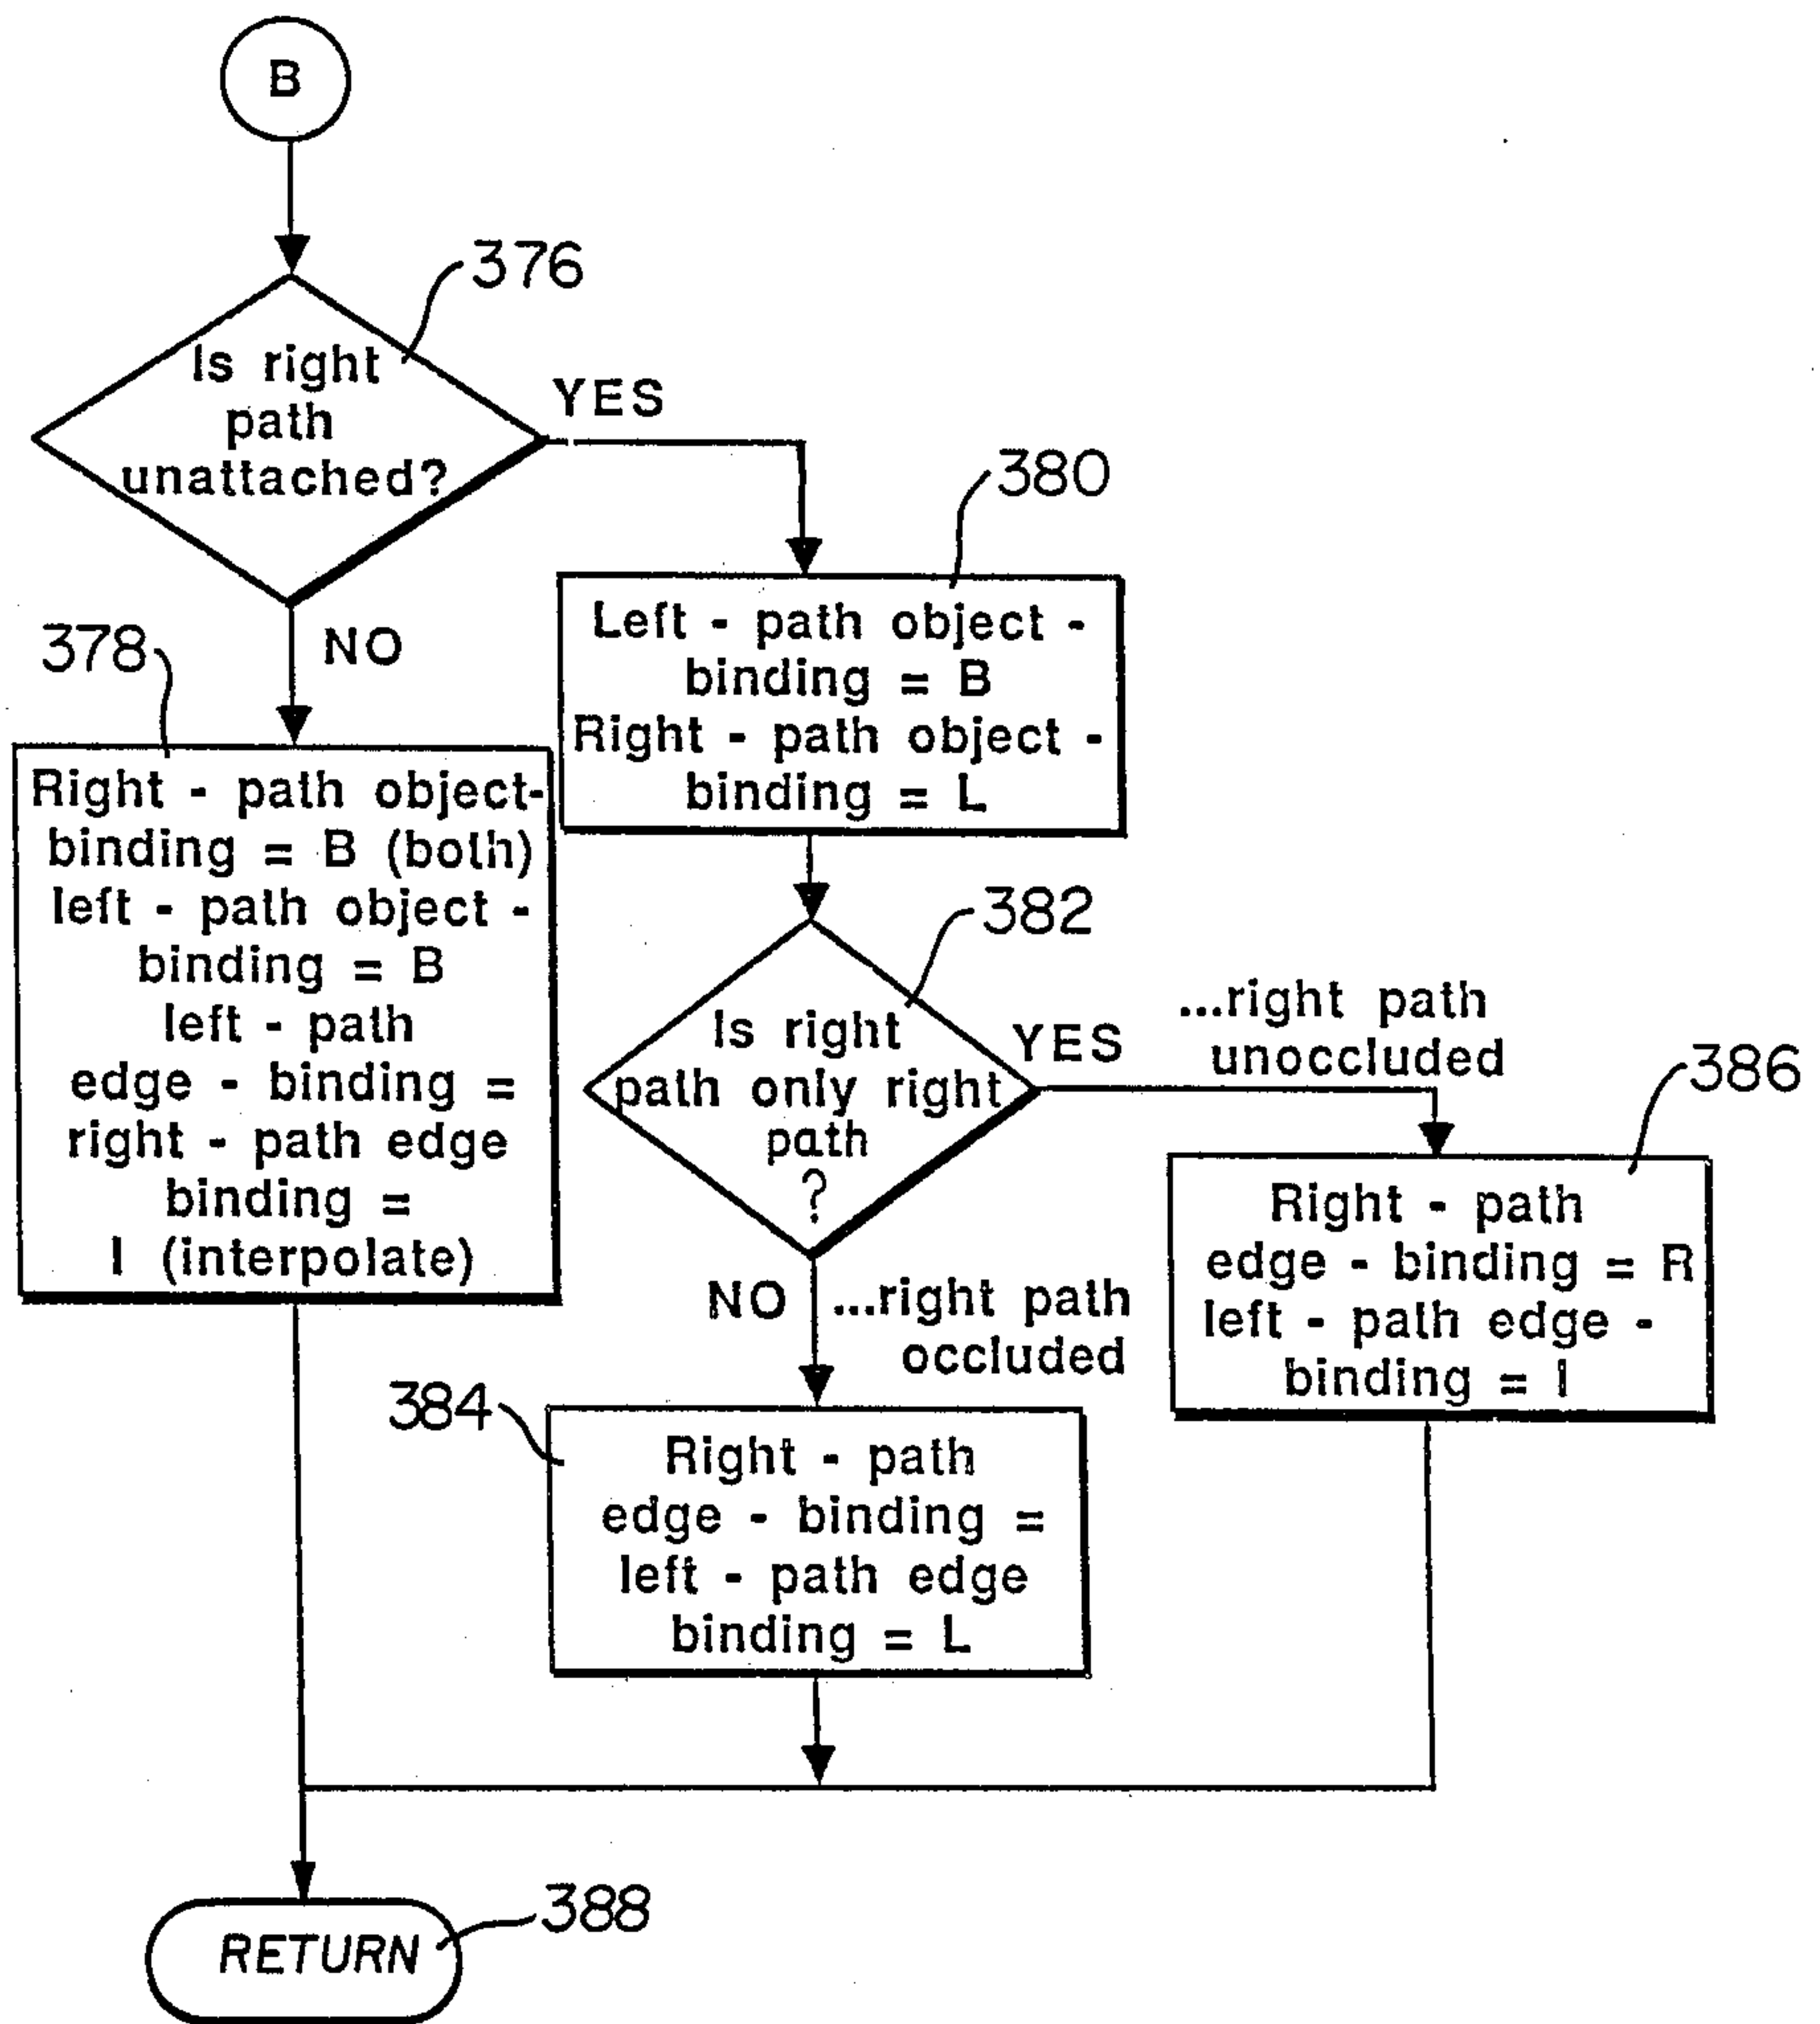 B
376
Is right
path
unattached?
YES
NO
380
Left - path object -
binding = B
Right - path object -
binding = L
378
Right - path object-
binding = B (both)
left - path object -
binding = B
left - path
edge - binding =
right - path edge
binding =
I (interpolate)
382
Is right
path only right
path
?
YES
...right path
unoccluded
386
Right - path
edge - binding = R
left - path edge -
binding = I
NO
...right path
occluded
384
Right - path
edge - binding =
left - path edge
binding = L
388
RETURN